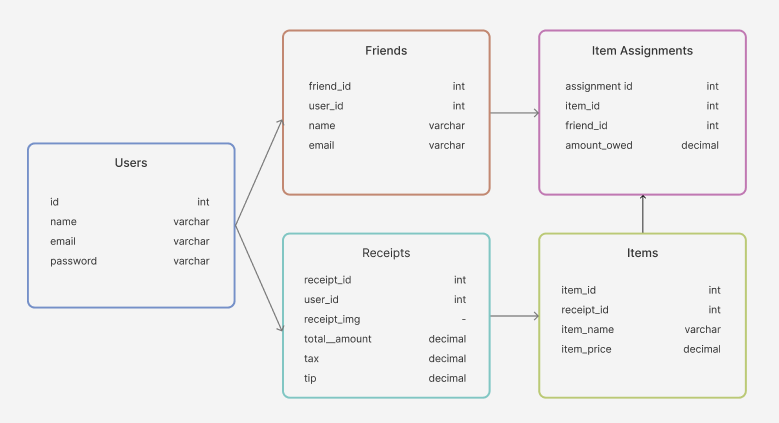 Users
id int
name varchar
email varchar
password varchar
Friends
friend_id int
user_id int
name varchar
email varchar
Receipts
receipt_id int
user_id int
receipt_img -
total__amount decimal
tax decimal
tip decimal
Item Assignments
assignment id int
item_id int
friend_id int
amount_owed decimal
Items
item_id int
receipt_id int
item_name varchar
item_price decimal